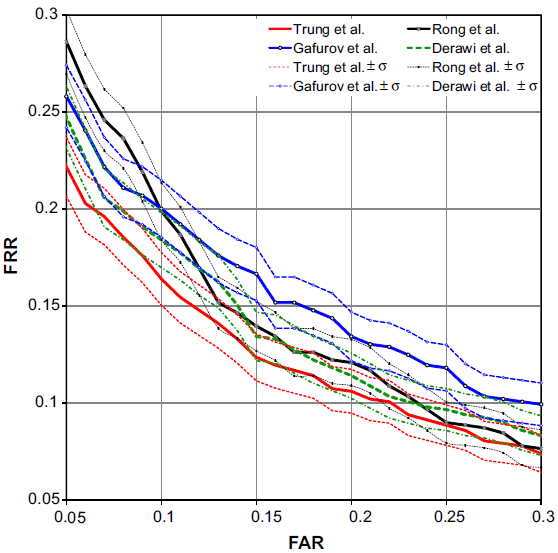 0.3
0.25
0.2
0.15
0.1
0.05
FRR
Trung et al. Rong et al.
Gafurov et al. Derawi et al.
Trung et al. ± σ Rong et al. ± σ
Gafurov et al. ± σ Derawi et al. ± σ
0.05 0.1 0.15 0.2 0.25 0.3
FAR